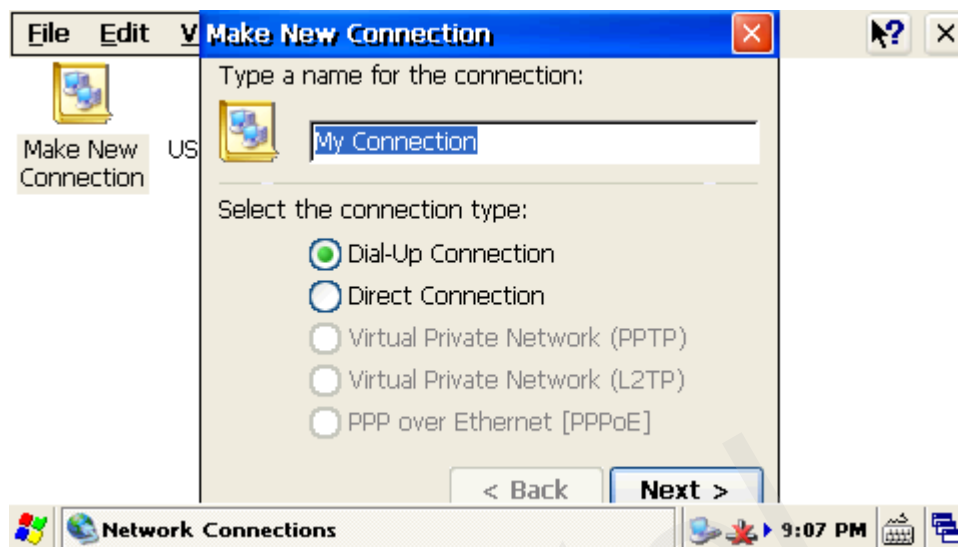 File Edit V
Make New Connection
Type a name for the connection:
My Connection
Make New
Connection
US
Select the connection type:
Dial-Up Connection
Direct Connection
Virtual Private Network (PPTP)
Virtual Private Network (L2TP)
PPP over Ethernet [PPPoE]
< Back Next >
Network Connections 9:07 PM